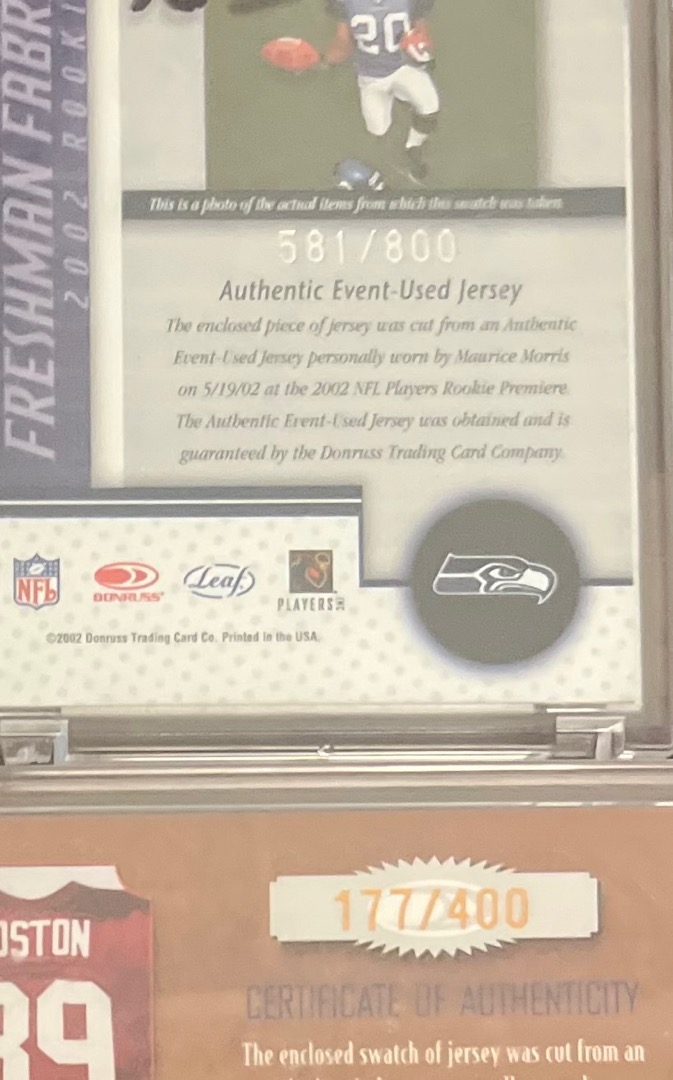 FRESHMAN FABR
2002 ROOKI
20
This is a photo of the actual items from which this swatch was taken
581/800
Authentic Event-Used Jersey
The enclosed piece of jersey was cut from an Authentic
Event-Used Jersey personally worn by Maurice Morris
on 5/19/02 at the 2002 NFL Players Rookie Premiere.
The Authentic Event-Used Jersey was obtained and is
guaranteed by the Donruss Trading Card Company.
NFL
DONRUSS
Leaf
PLAYERS INC
©2002 Donruss Trading Card Co. Printed in the USA.
OSTON
89
177/400
CERTIFICATE OF AUTHENTICITY
The enclosed swatch of jersey was cut from an